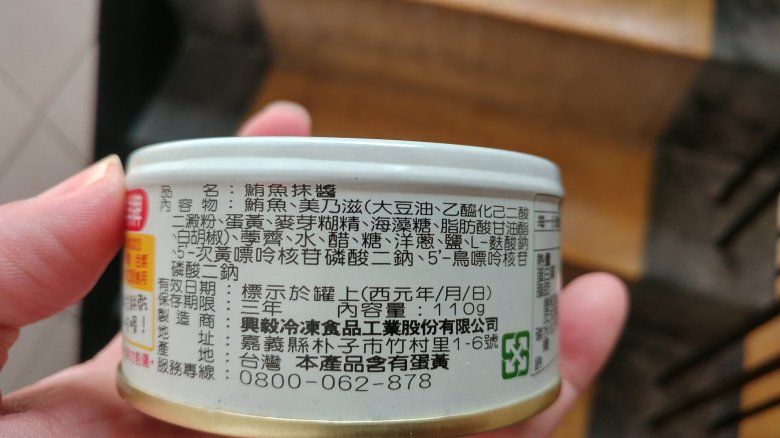 品名：鮪魚抹醬
內容物：鮪魚、美乃滋(大豆油、乙醯化己二酸
二澱粉、蛋黃、麥芽糊精、海藻糖、脂肪酸甘油酯
白胡椒)、荸薺、水、醋、糖、洋蔥、鹽、L-麩酸鈉
、5'-次黃嘌呤核苷磷酸二鈉、5'-鳥嘌呤核苷
磷酸二鈉
有效日期：標示於罐上(西元年/月/日)
保存期限：三年 內容量：110g
製造商：興毅冷凍食品工業股份有限公司
地址：嘉義縣朴子市竹村里1-6號
產地：台灣 本產品含有蛋黃
服務專線：0800-062-878